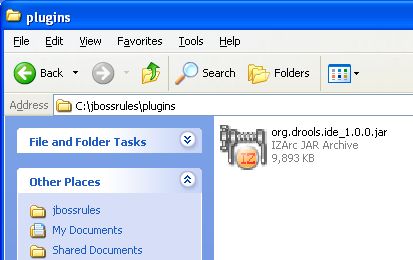 plugins
File Edit View Favorites Tools Help
Back Search Folders
Address C:\jbossrules\plugins
File and Folder Tasks
Other Places
jbossrules
My Documents
Shared Documents
org.drools.ide_1.0.0.jar
IZArc JAR Archive
9,893 KB
IZ